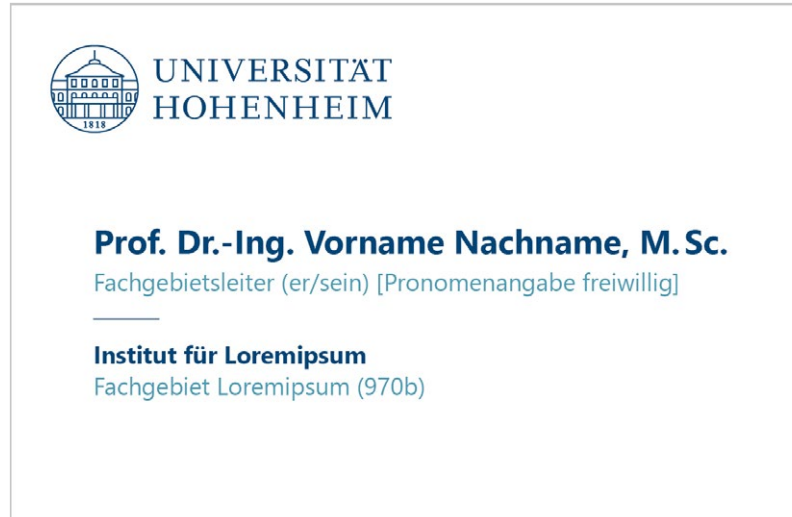 UNIVERSITÄT
HOHENHEIM
1818
Prof. Dr.-Ing. Vorname Nachname, M. Sc.
Fachgebietsleiter (er/sein) [Pronomenangabe freiwillig]
Institut für Loremipsum
Fachgebiet Loremipsum (970b)